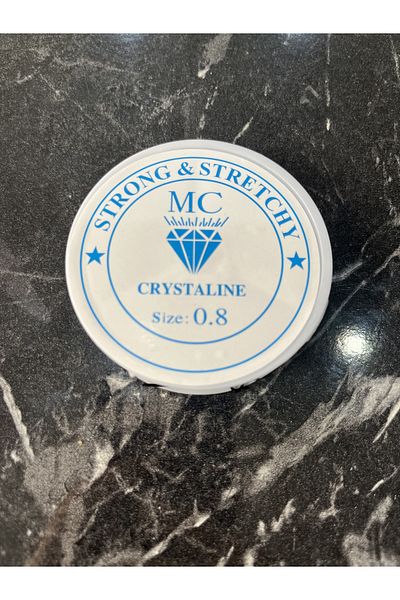 STRONG & STRETCHY
MC
CRYSTALINE
Size: 0.8